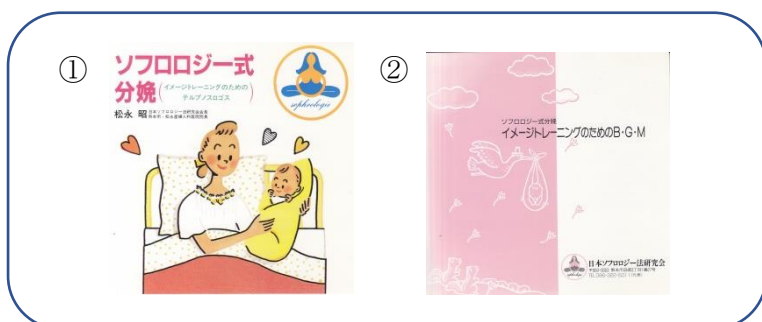 ①
ソフロロジー式
分娩(イメージトレーニングのための
テルプノスロゴス)
松永 昭
sophrologie
②
ソフロロジー式分娩
イメージトレーニングのためのB・G・M
日本ソフロロジー法研究会